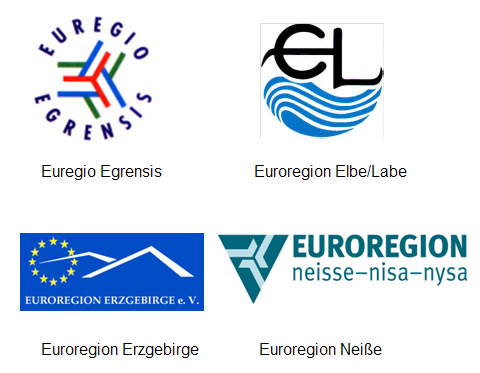 EUREGIO
EGRENSIS
EL
Euregio Egrensis
Euroregion Elbe/Labe
EUROREGION ERZGEBIRGE e. V.
EUROREGION
neisse–nisa–nysa
Euroregion Erzgebirge
Euroregion Neiße